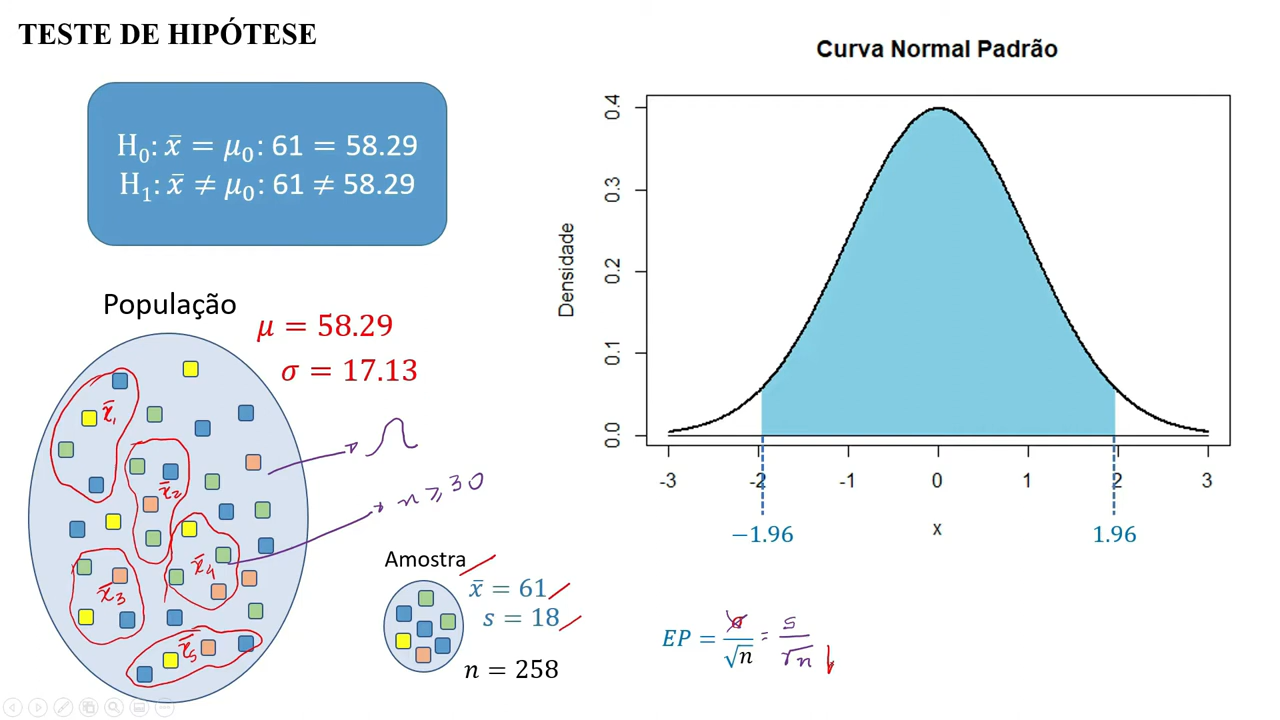 TESTE DE HIPÓTESE
H₀: x̄ = μ₀: 61 = 58.29
H₁: x̄ ≠ μ₀: 61 ≠ 58.29
População
μ = 58.29
σ = 17.13
x̄₁
x̄₂
x̄₄
x̄₃
x̄₅
n ≥ 30
Amostra
x̄ = 61
s = 18
n = 258
Curva Normal Padrão
Densidade
0.4
0.3
0.2
0.1
0.0
-3 -2 -1 0 1 2 3
−1.96 x 1.96
EP = σ/√n = s/√n